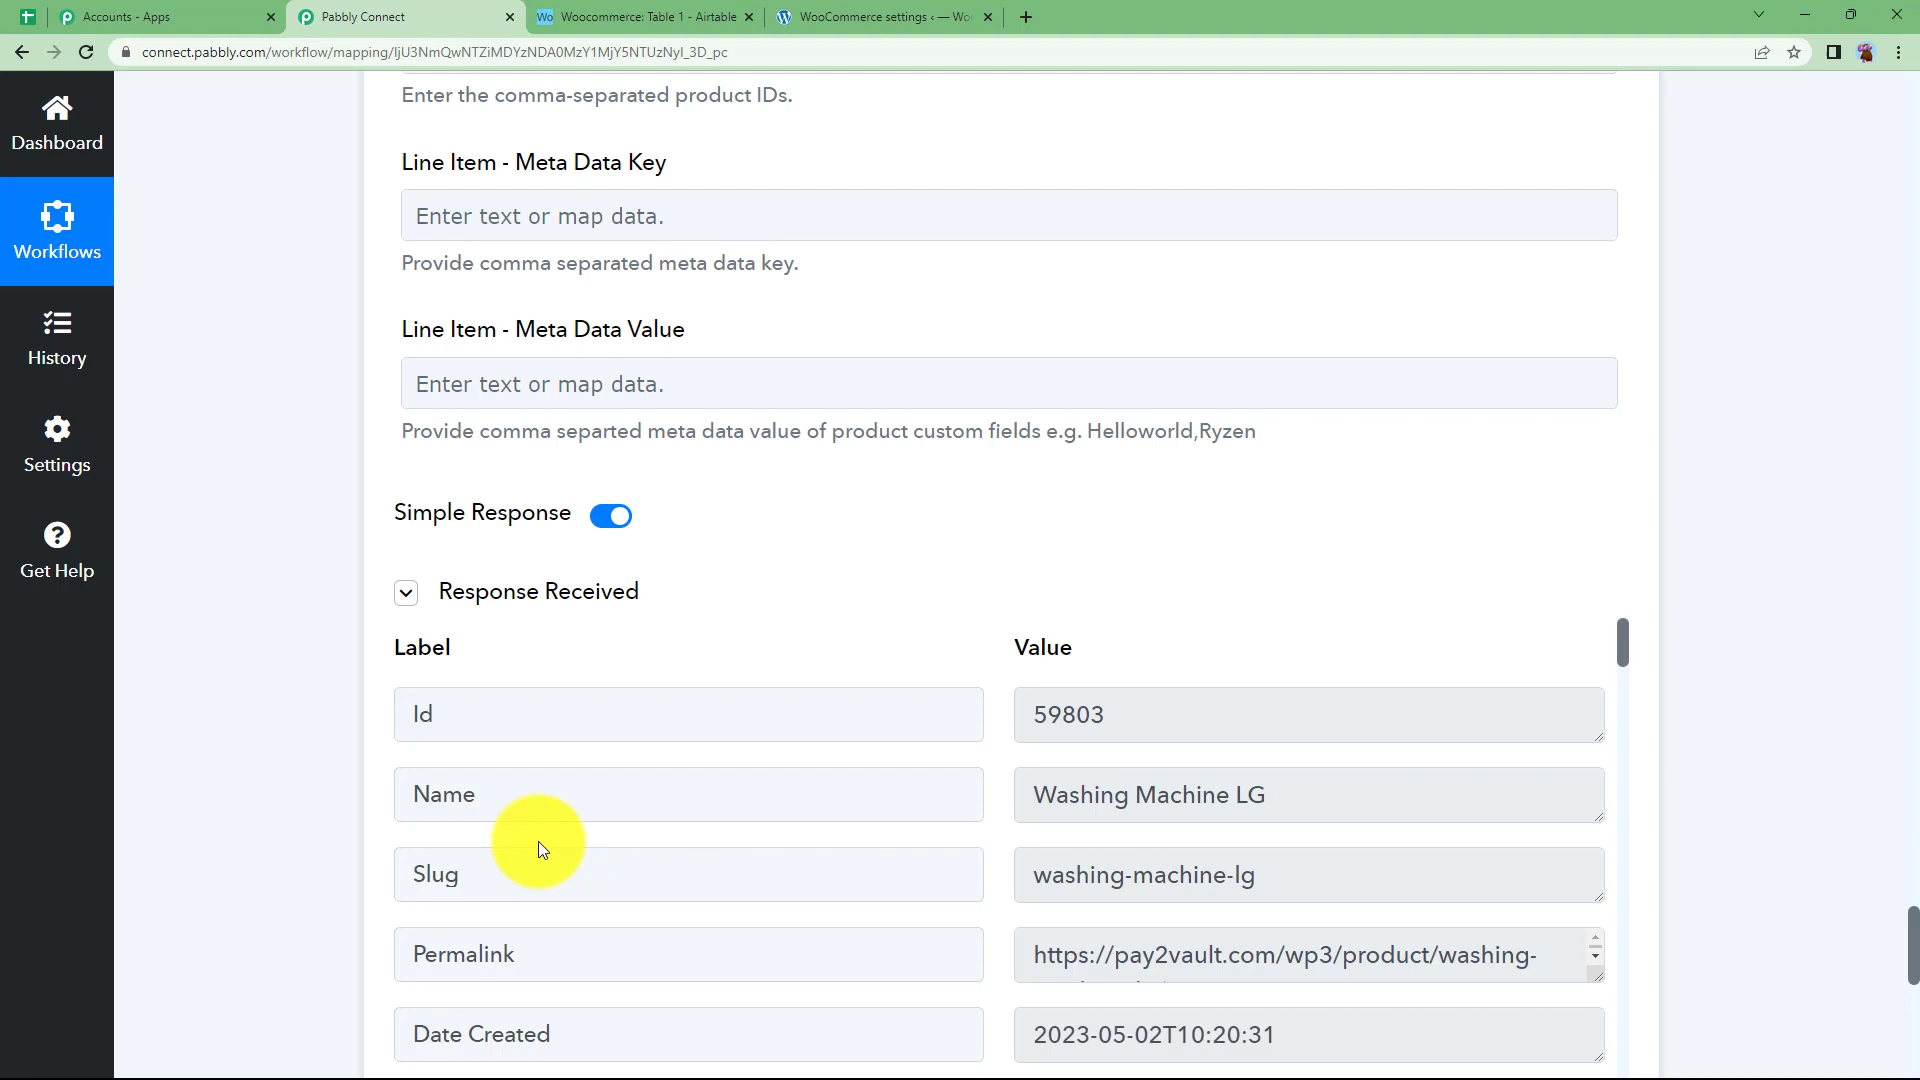 Accounts - Apps
Pabbly Connect
Wo Woocommerce: Table 1 - Airtable
WooCommerce settings ‹ — Wo
connect.pabbly.com/workflow/mapping/
Dashboard
Workflows
History
Settings
Get Help
Enter the comma-separated product IDs.
Line Item - Meta Data Key
Enter text or map data.
Provide comma separated meta data key.
Line Item - Meta Data Value
Enter text or map data.
Provide comma separted meta data value of product custom fields e.g. Helloworld,Ryzen
Simple Response
Response Received
Label Value
Id 59803
Name Washing Machine LG
Slug washing-machine-lg
Permalink https://pay2vault.com/wp3/product/washing-
Date Created 2023-05-02T10:20:31